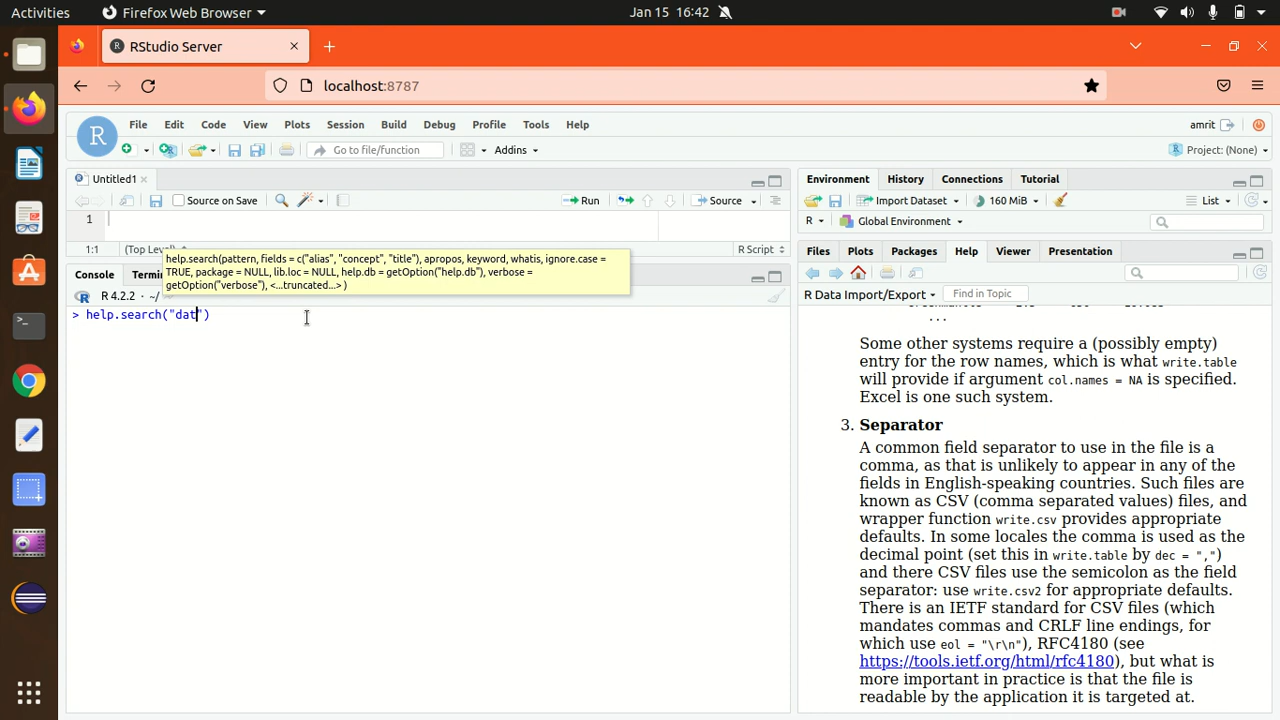 Activities
Firefox Web Browser
Jan 15 16:42
RStudio Server
localhost:8787
R
File Edit Code View Plots Session Build Debug Profile Tools Help
amrit
Go to file/function
Addins
Project: (None)
Untitled1
Source on Save
Run
Source
1
1:1
(Top Level)
R Script
help.search(pattern, fields = c("alias", "concept", "title"), apropos, keyword, whatis, ignore.case =
TRUE, package = NULL, lib.loc = NULL, help.db = getOption("help.db"), verbose =
getOption("verbose"), <...truncated...> )
Console
R 4.2.2 · ~/
> help.search("dat")
Environment History Connections Tutorial
Import Dataset
160 MiB
List
R
Global Environment
Files Plots Packages Help Viewer Presentation
R Data Import/Export
Find in Topic
...
Some other systems require a (possibly empty)
entry for the row names, which is what write.table
will provide if argument col.names = NA is specified.
Excel is one such system.
3. Separator
A common field separator to use in the file is a
comma, as that is unlikely to appear in any of the
fields in English-speaking countries. Such files are
known as CSV (comma separated values) files, and
wrapper function write.csv provides appropriate
defaults. In some locales the comma is used as the
decimal point (set this in write.table by dec = ",")
and there CSV files use the semicolon as the field
separator: use write.csv2 for appropriate defaults.
There is an IETF standard for CSV files (which
mandates commas and CRLF line endings, for
which use eol = "\r\n"), RFC4180 (see
https://tools.ietf.org/html/rfc4180), but what is
more important in practice is that the file is
readable by the application it is targeted at.